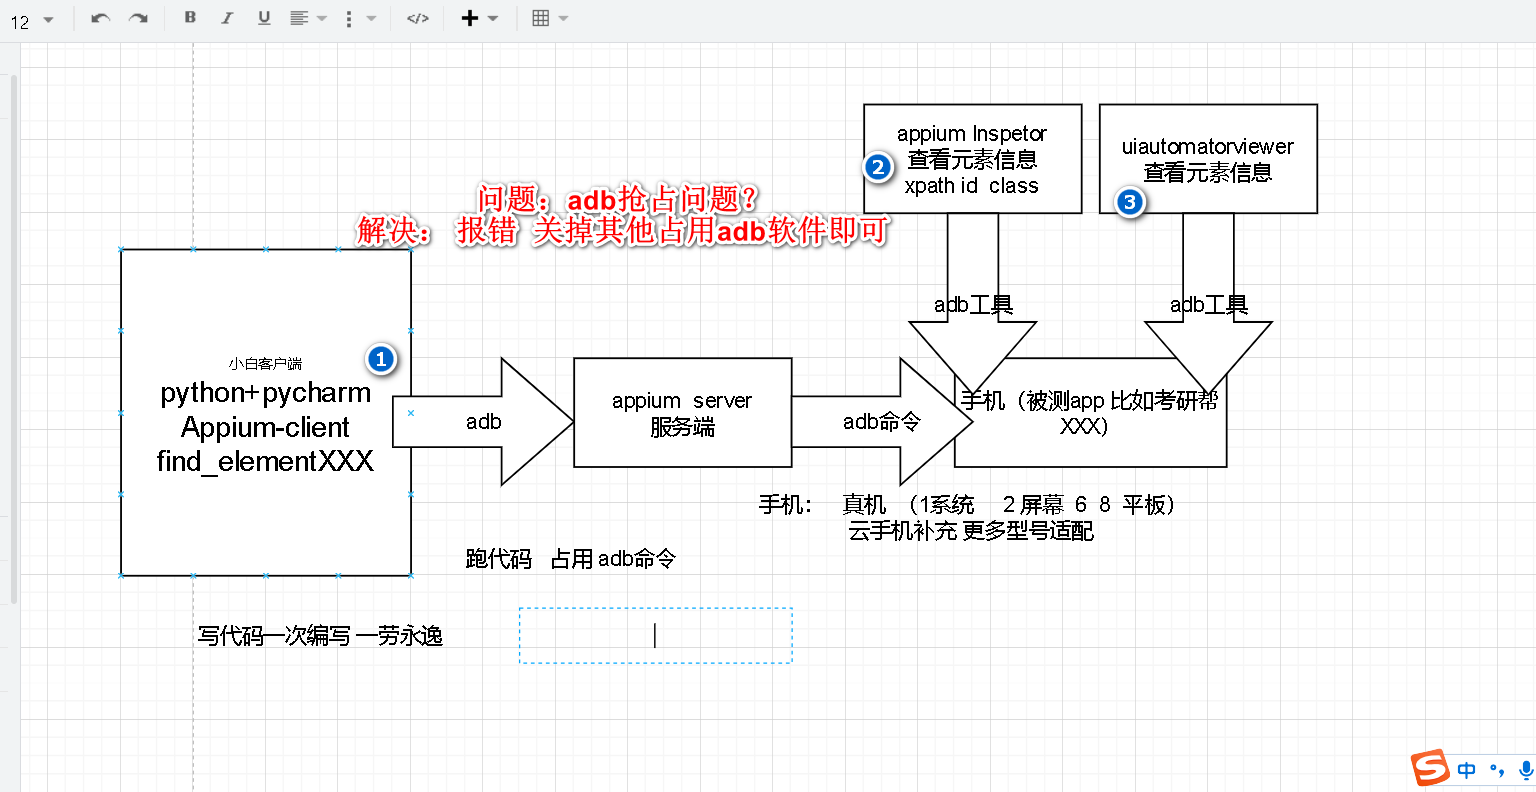 12
B I U </>
appium Inspetor
查看元素信息
xpath id class
2
uiautomatorviewer
查看元素信息
3
问题：adb抢占问题？
解决： 报错 关掉其他占用adb软件即可
adb工具
adb工具
小白客户端
python+pycharm
Appium-client
find_elementXXX
1
adb
appium server
服务端
adb命令
手机（被测app 比如考研帮
XXX）
手机： 真机 （1系统 2屏幕 6 8 平板）
云手机补充 更多型号适配
跑代码 占用 adb命令
写代码一次编写 一劳永逸
S 中